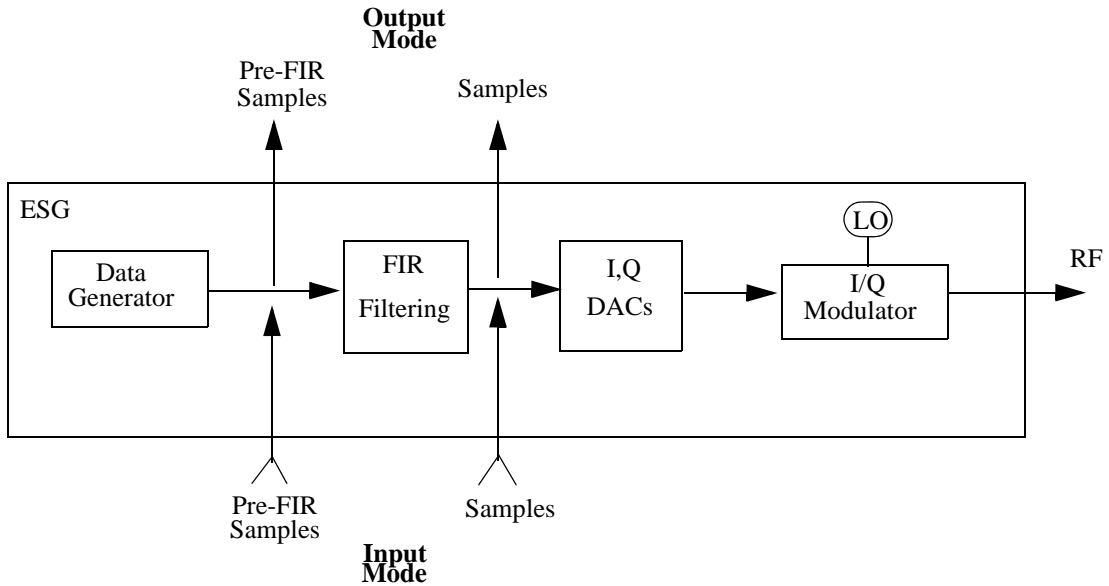 Output
Mode
Pre-FIR
Samples
Samples
ESG
LO
Data
Generator
FIR
Filtering
I,Q
DACs
I/Q
Modulator
RF
Pre-FIR
Samples
Samples
Input
Mode